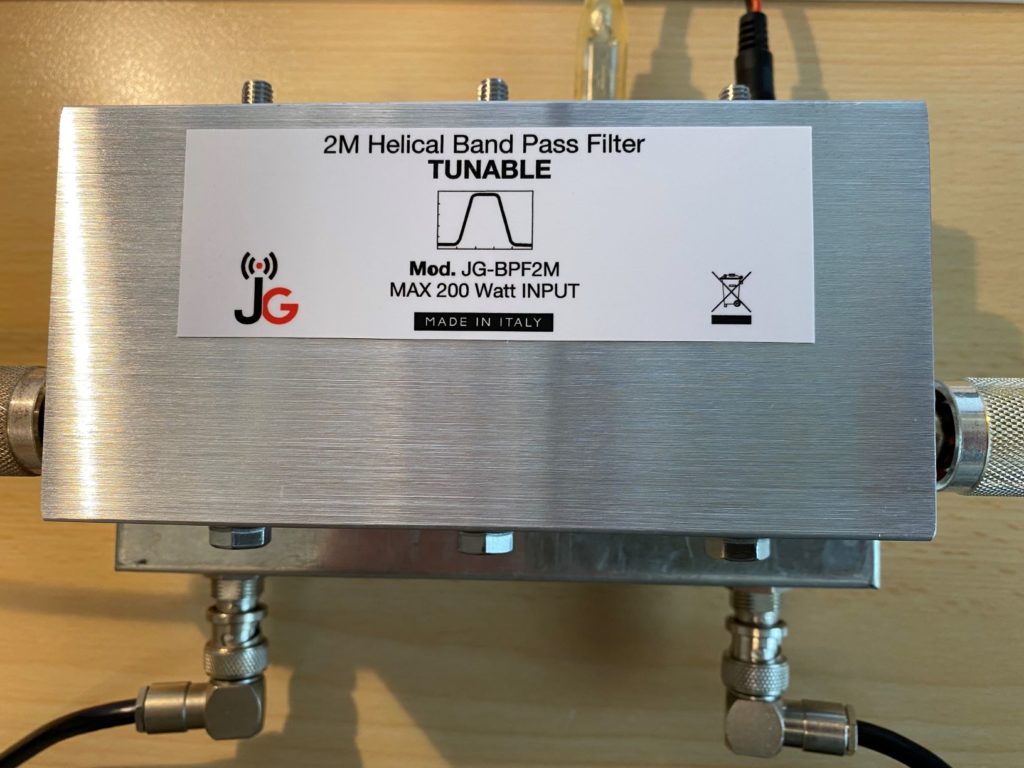 2M Helical Band Pass Filter
TUNABLE
Mod. JG-BPF2M
MAX 200 Watt INPUT
JG
MADE IN ITALY